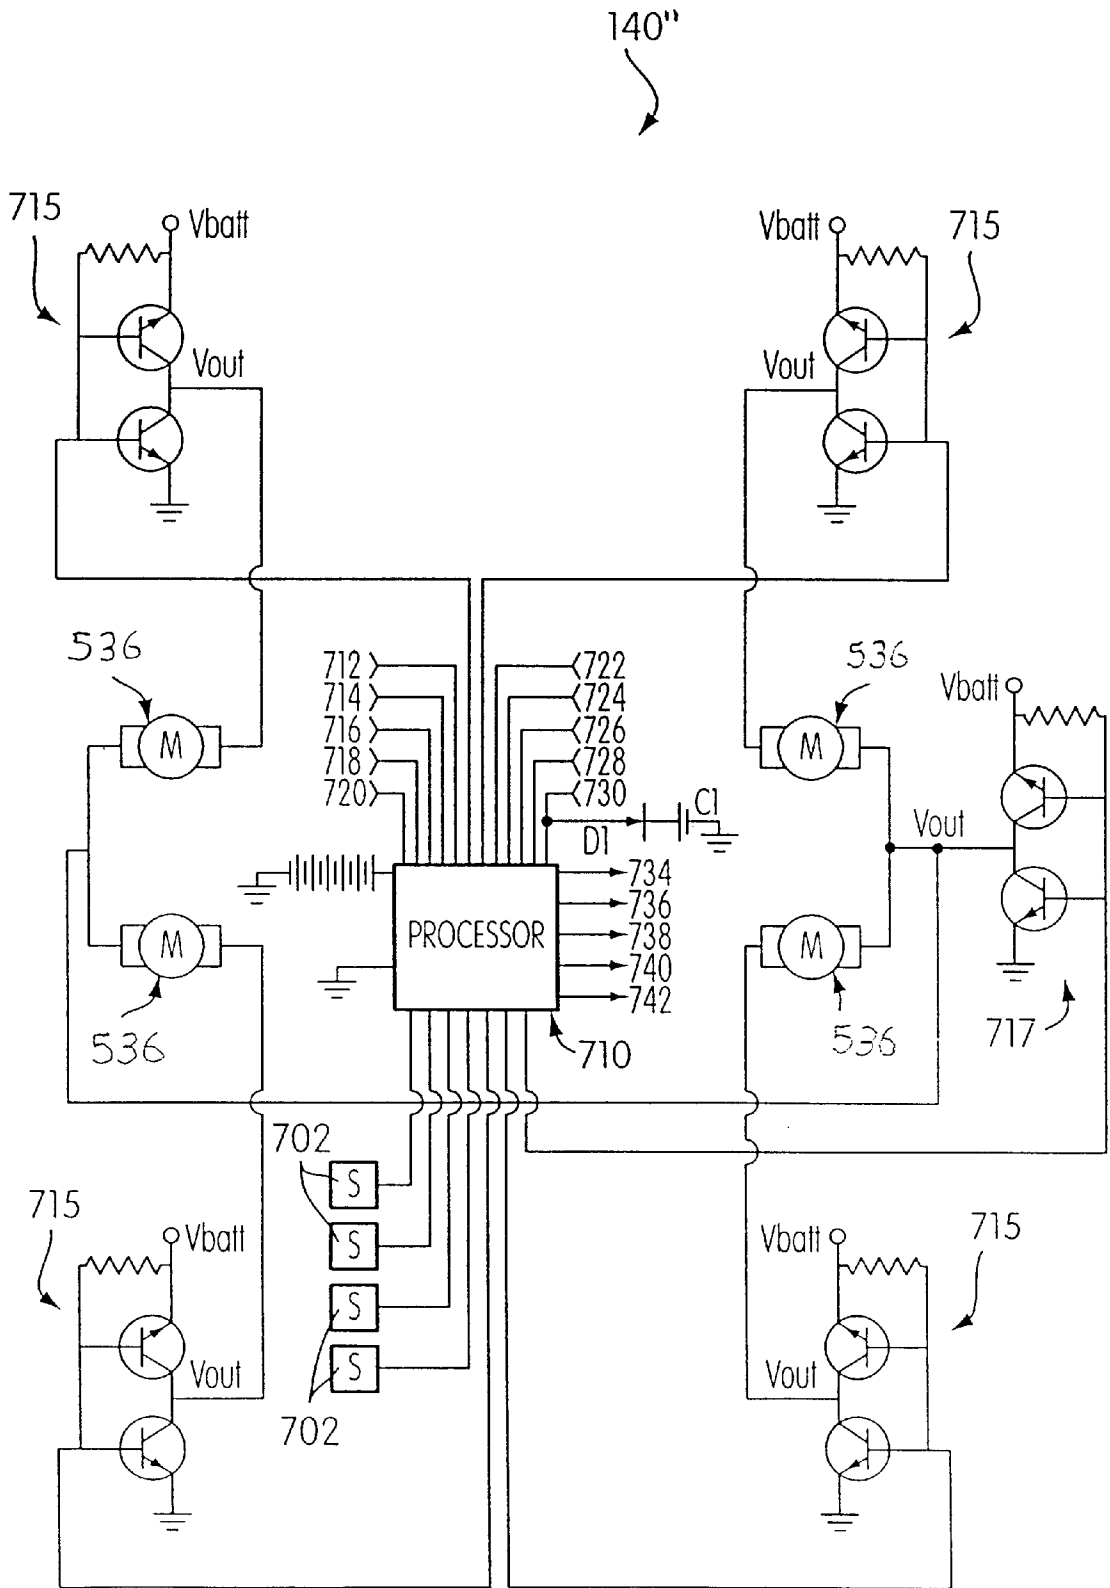 140"
715
Vbatt
Vbatt
715
Vout
Vout
536
536
712
722
Vbatt
714
724
716
726
M
M
718
728
720
730
C1
D1
Vout
734
736
PROCESSOR
738
M
M
740
742
536
710
536
717
702
S
S
715
Vbatt
Vbatt
715
S
S
Vout
Vout
702